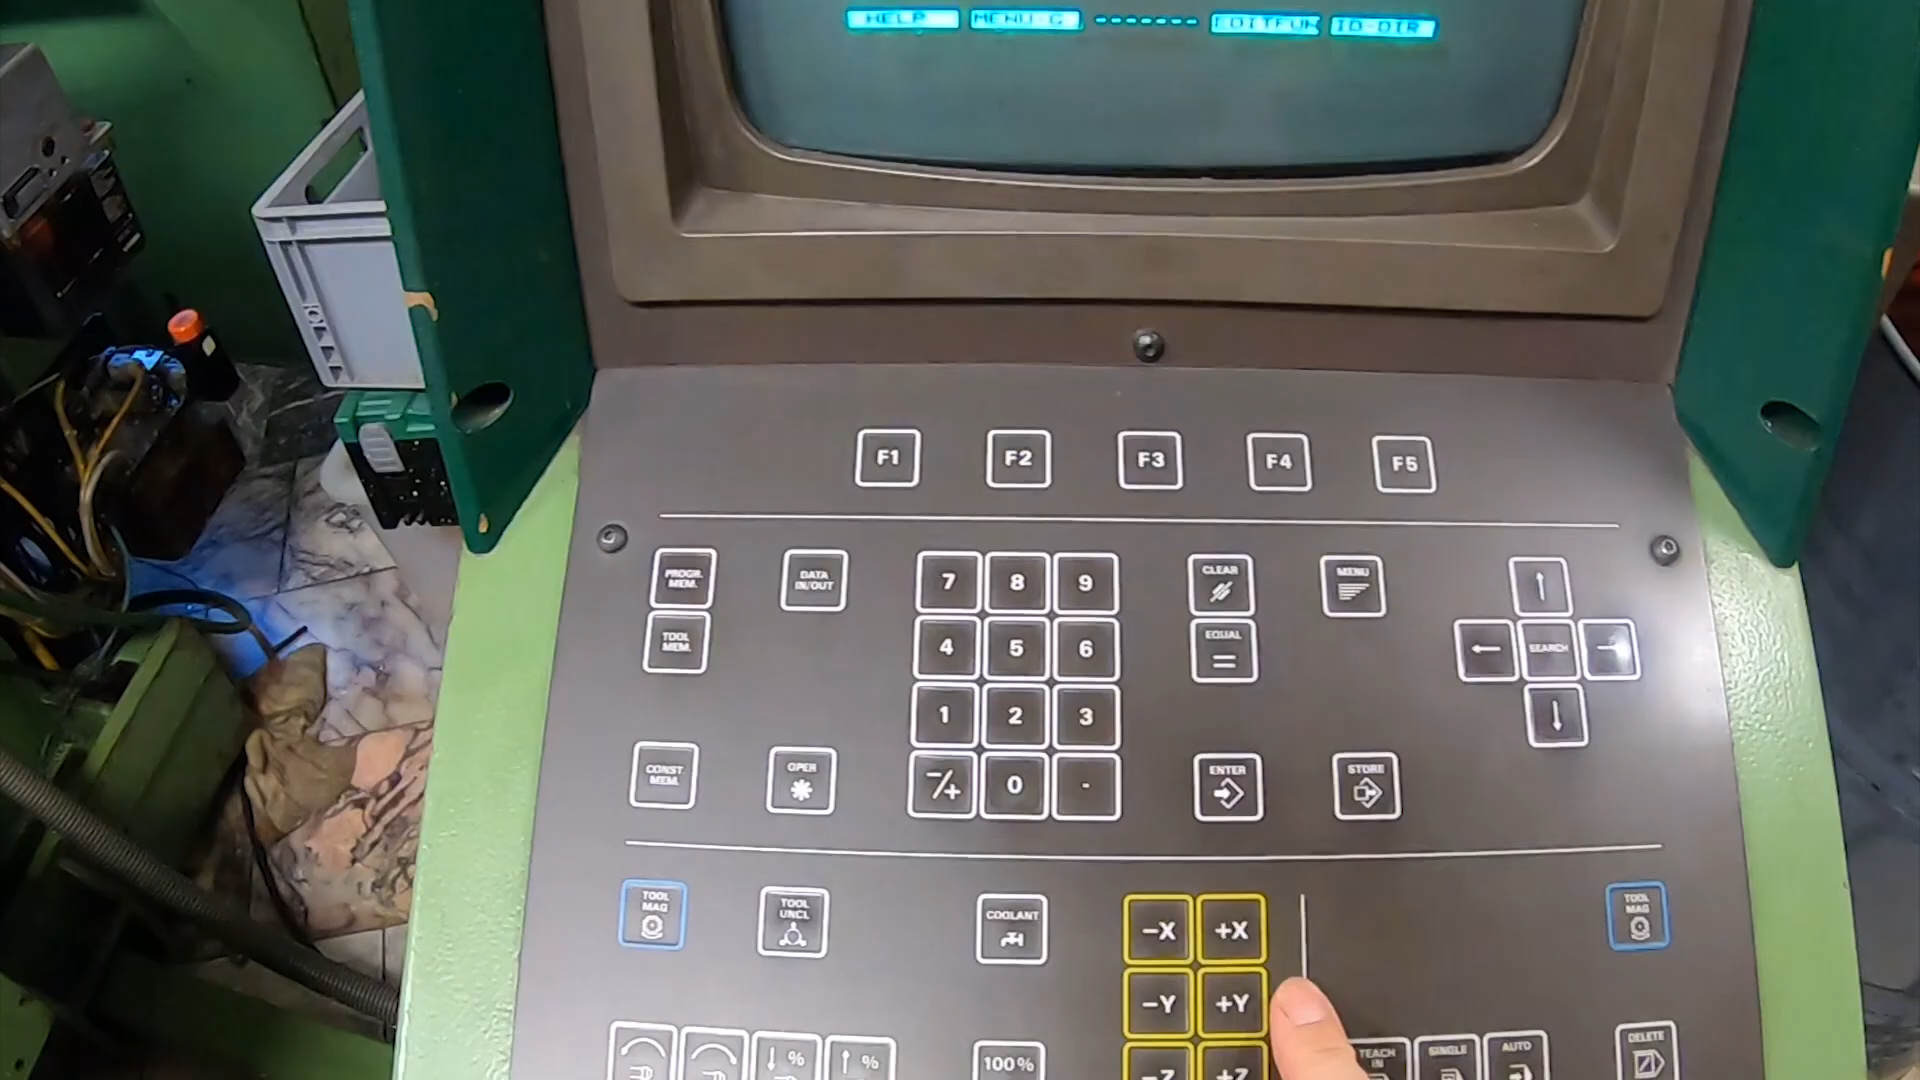 HELP MENU G ------- EDITFUN ID-DIR
F1 F2 F3 F4 F5
PROGR. MEM.
DATA IN/OUT
7 8 9
CLEAR
MENU
TOOL MEM.
4 5 6
EQUAL
=
SEARCH
1 2 3
CONST. MEM.
OPER
-/+ 0 .
ENTER
STORE
TOOL MAG
TOOL UNCL
COOLANT
-X +X
TOOL MAG
-Y +Y
% %
100%
-Z +Z
TEACH IN
SINGLE
AUTO
DELETE